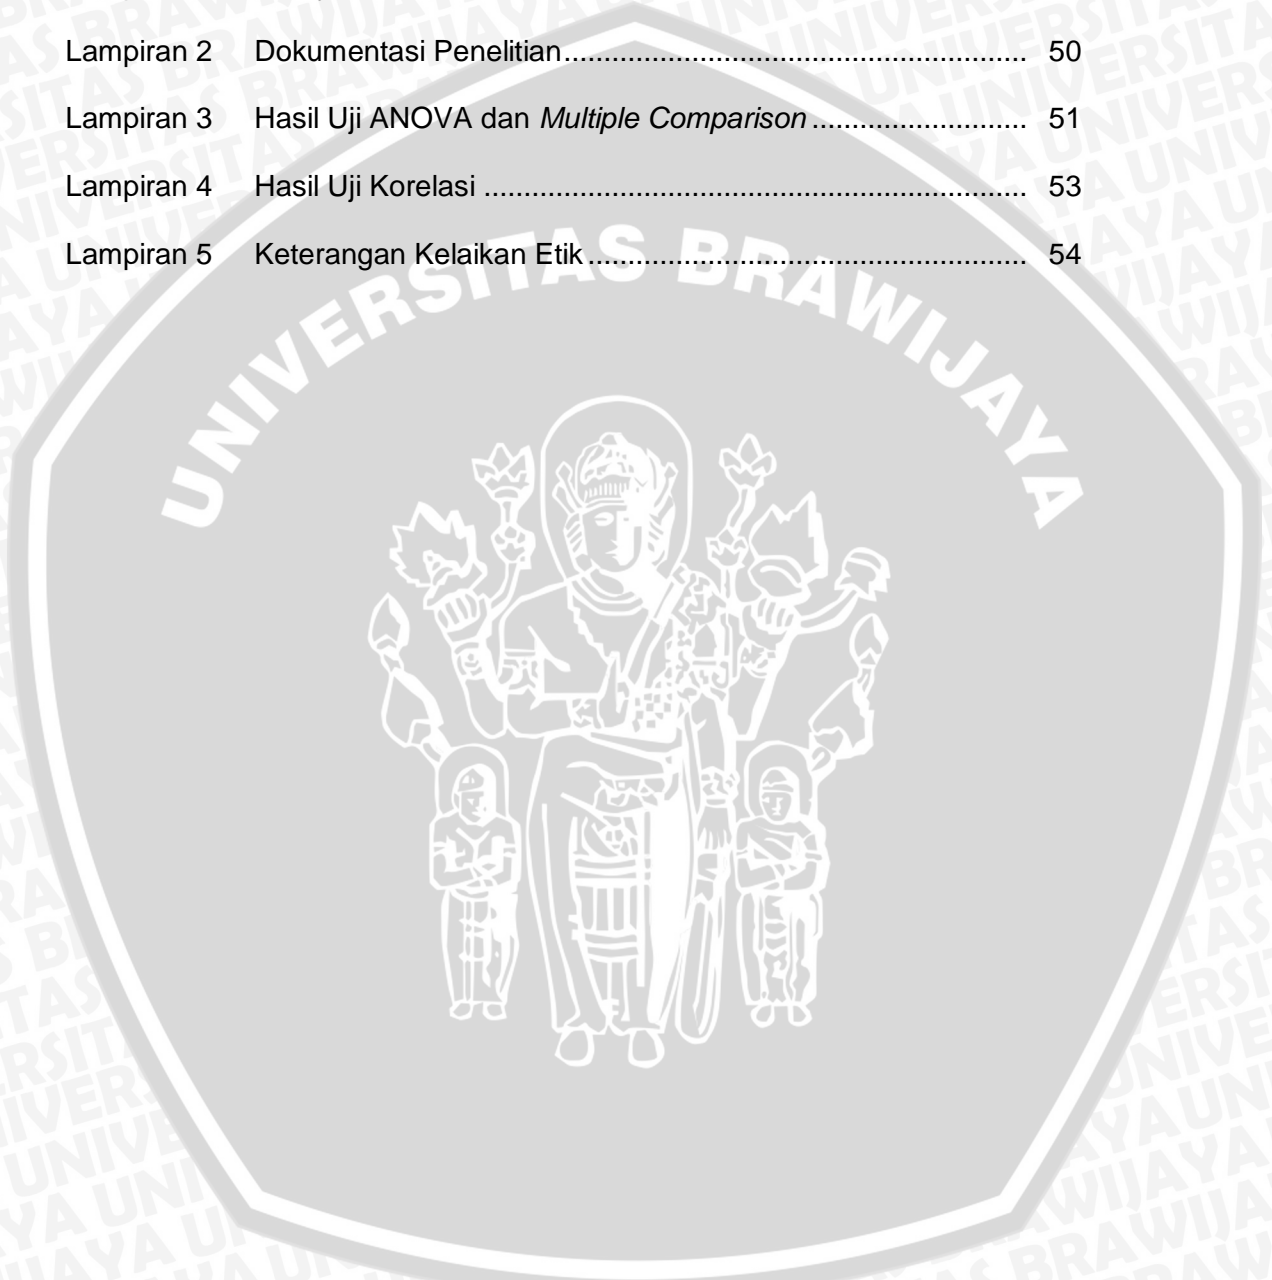 Lampiran 2 Dokumentasi Penelitian.......................................................... 50
Lampiran 3 Hasil Uji ANOVA dan Multiple Comparison........................... 51
Lampiran 4 Hasil Uji Korelasi.................................................................... 53
Lampiran 5 Keterangan Kelaikan Etik....................................................... 54
UNIVERSITAS BRAWIJAYA